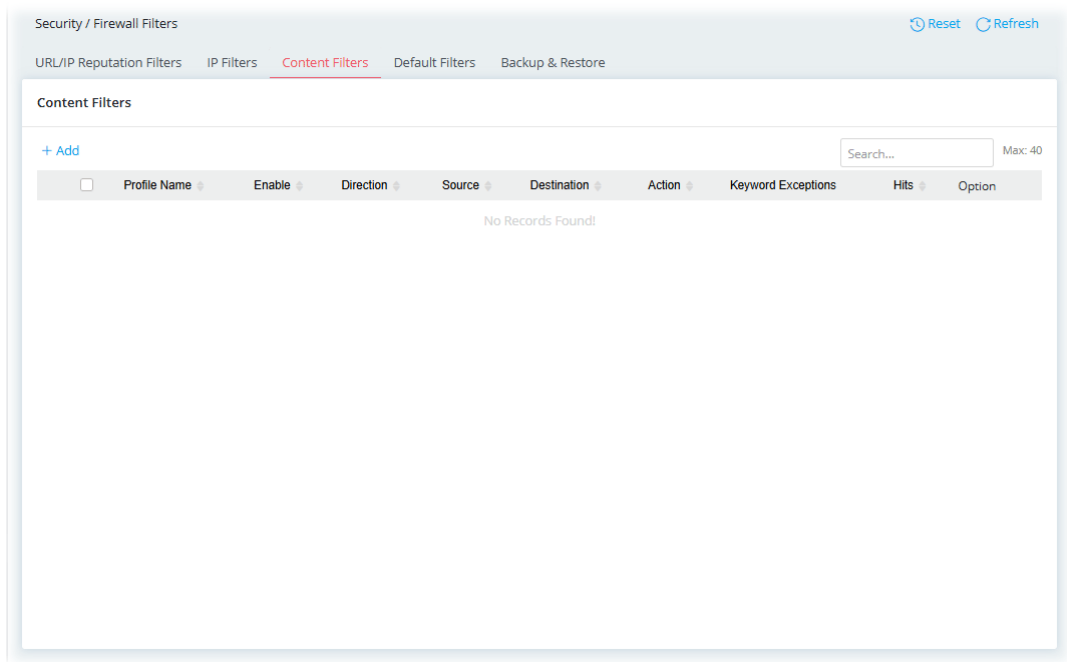 Security / Firewall Filters Reset Refresh
URL/IP Reputation Filters IP Filters Content Filters Default Filters Backup & Restore
Content Filters
+ Add Search... Max: 40
Profile Name Enable Direction Source Destination Action Keyword Exceptions Hits Option
No Records Found!